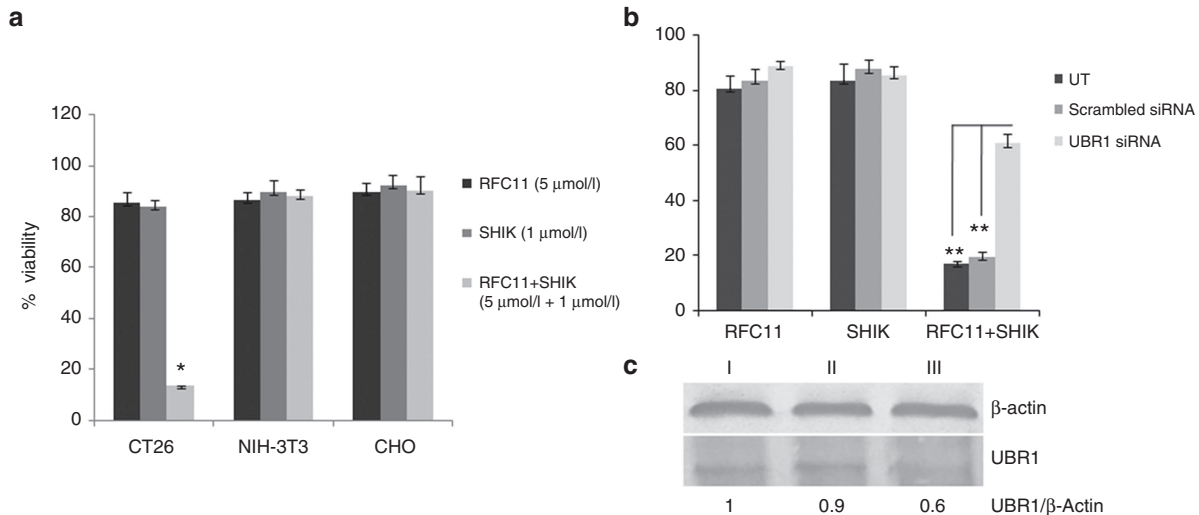 a
120
100
80
60
40
20
0
% viability
CT26
NIH-3T3
CHO
*
RFC11 (5 μmol/l)
SHIK (1 μmol/l)
RFC11+SHIK
(5 μmol/l + 1 μmol/l)
b
100
80
60
40
20
0
RFC11
SHIK
RFC11+SHIK
**
**
UT
Scrambled siRNA
UBR1 siRNA
c
I II III
β-actin
UBR1
1 0.9 0.6 UBR1/β-Actin